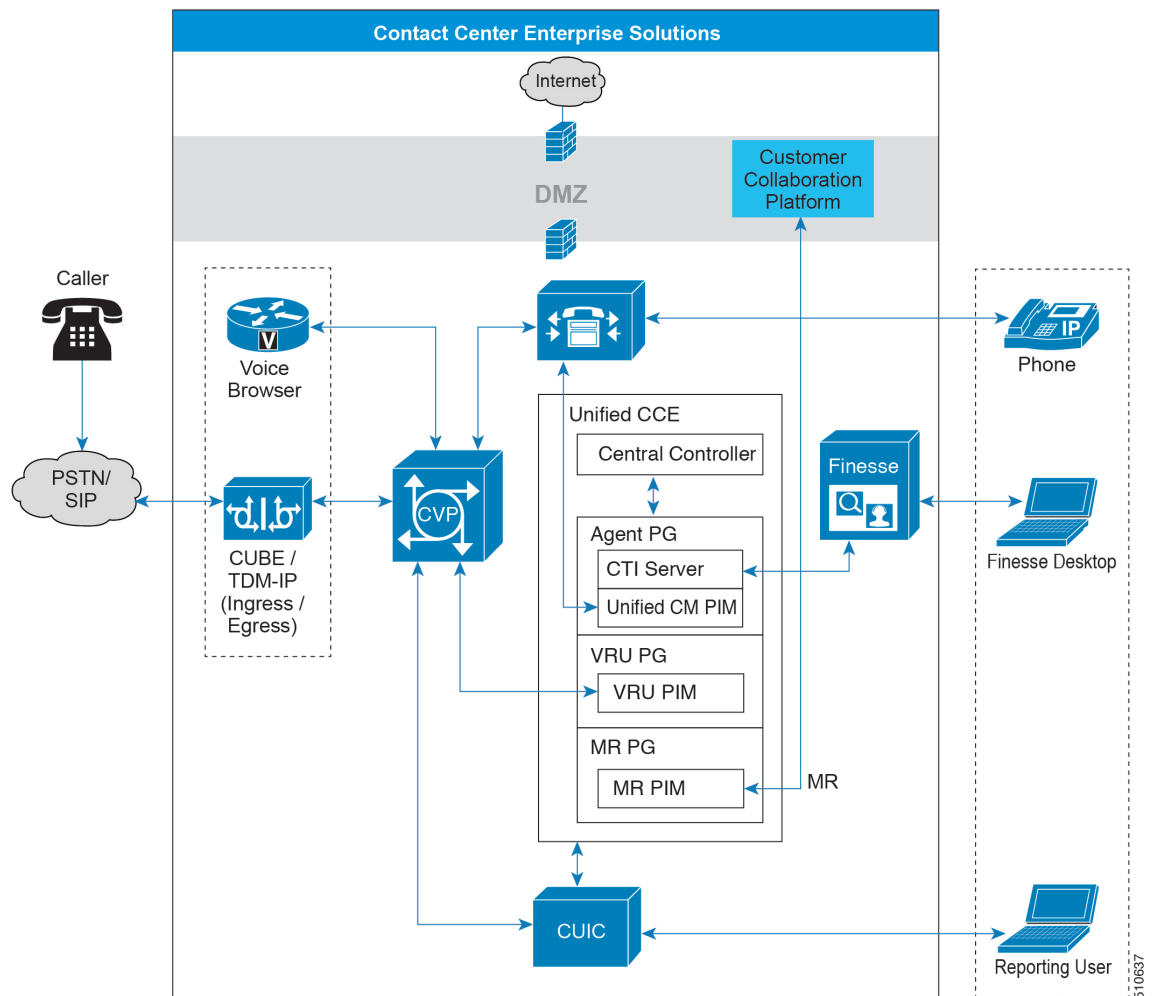 Contact Center Enterprise Solutions
Internet
DMZ
Customer
Collaboration
Platform
Caller
Voice
Browser
V
IP
Phone
Unified CCE
Central Controller
PSTN/
SIP
CVP
Finesse
Agent PG
CTI Server
Unified CM PIM
CUBE /
TDM-IP
(Ingress /
Egress)
Finesse Desktop
VRU PG
VRU PIM
MR PG
MR PIM
MR
CUIC
Reporting User
510637